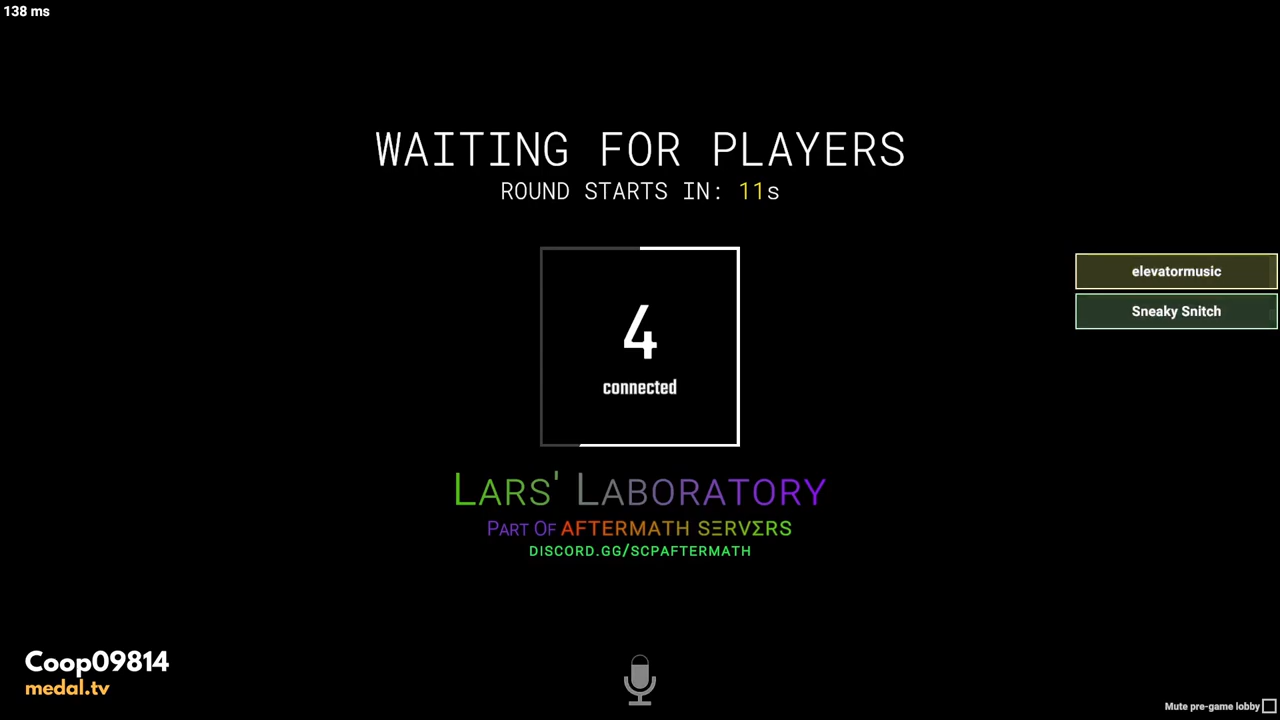 138 ms
WAITING FOR PLAYERS
ROUND STARTS IN: 11s
elevatormusic
Sneaky Snitch
4
connected
LARS' LABORATORY
PART OF AFTERMATH SΞRVΣRS
DISCORD.GG/SCPAFTERMATH
Coop09814
medal.tv
Mute pre-game lobby